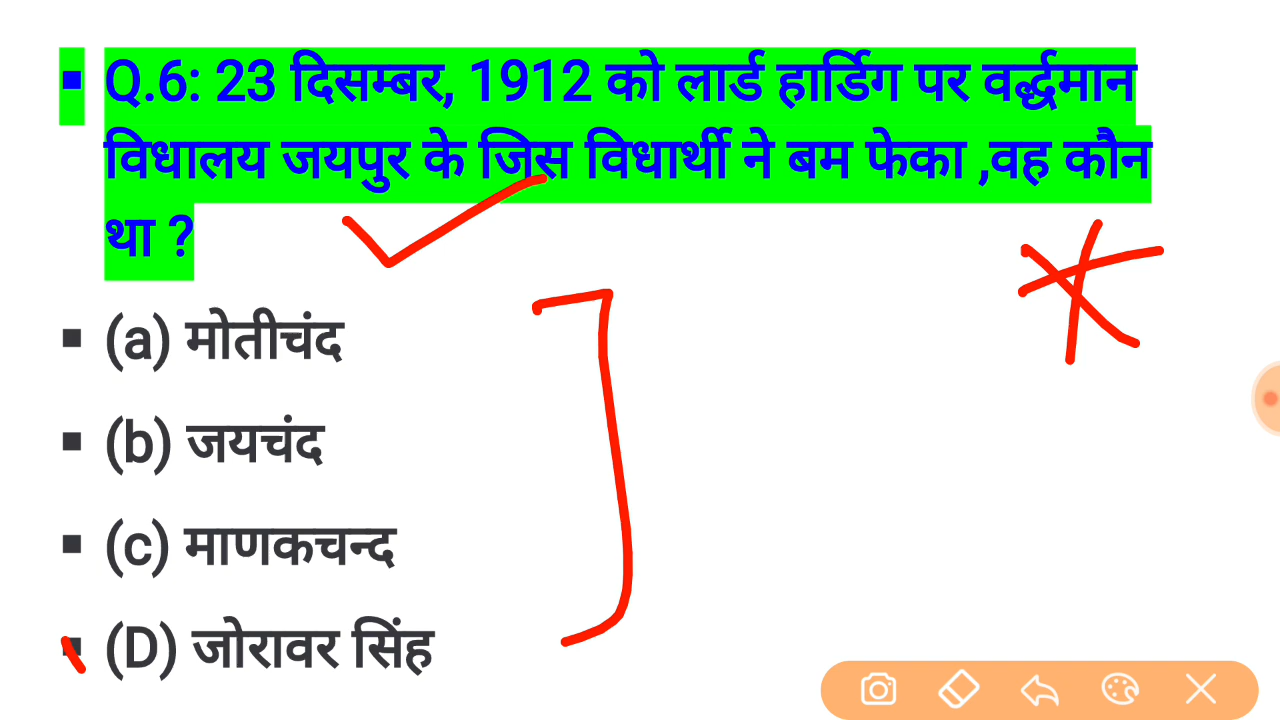 ▪ Q.6: 23 दिसम्बर, 1912 को लार्ड हार्डिग पर वर्द्धमान
विधालय जयपुर के जिस विधार्थी ने बम फेका ,वह कौन
था ?
▪ (a) मोतीचंद
▪ (b) जयचंद
▪ (c) माणकचन्द
▪ (D) जोरावर सिंह